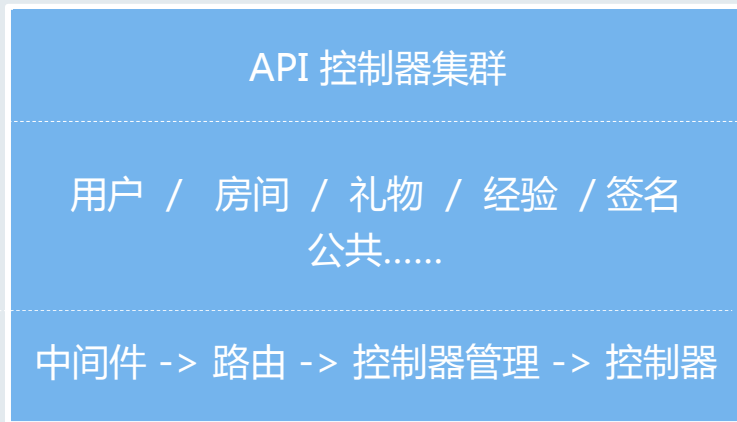 API 控制器集群
用户 / 房间 / 礼物 / 经验 / 签名
公共......
中间件 -> 路由 -> 控制器管理 -> 控制器